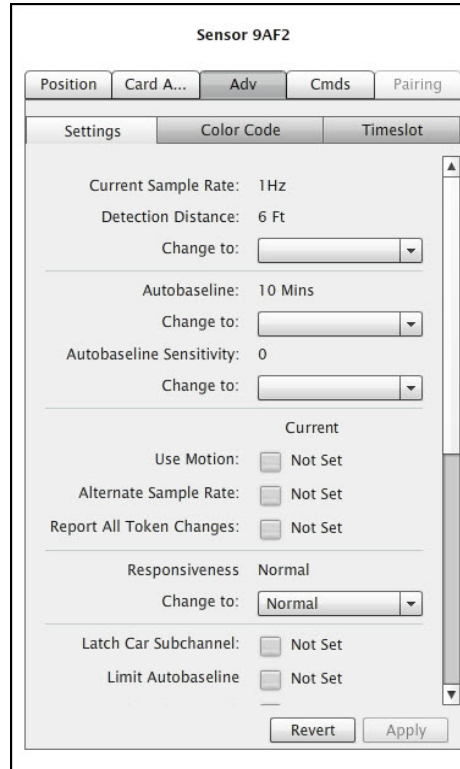 Sensor 9AF2
Position Card A... Adv Cmds Pairing
Settings Color Code Timeslot
Current Sample Rate: 1Hz
Detection Distance: 6 Ft
Change to:
Autobaseline: 10 Mins
Change to:
Autobaseline Sensitivity: 0
Change to:
Current
Use Motion: Not Set
Alternate Sample Rate: Not Set
Report All Token Changes: Not Set
Responsiveness Normal
Change to: Normal
Latch Car Subchannel: Not Set
Limit Autobaseline Not Set
Revert Apply